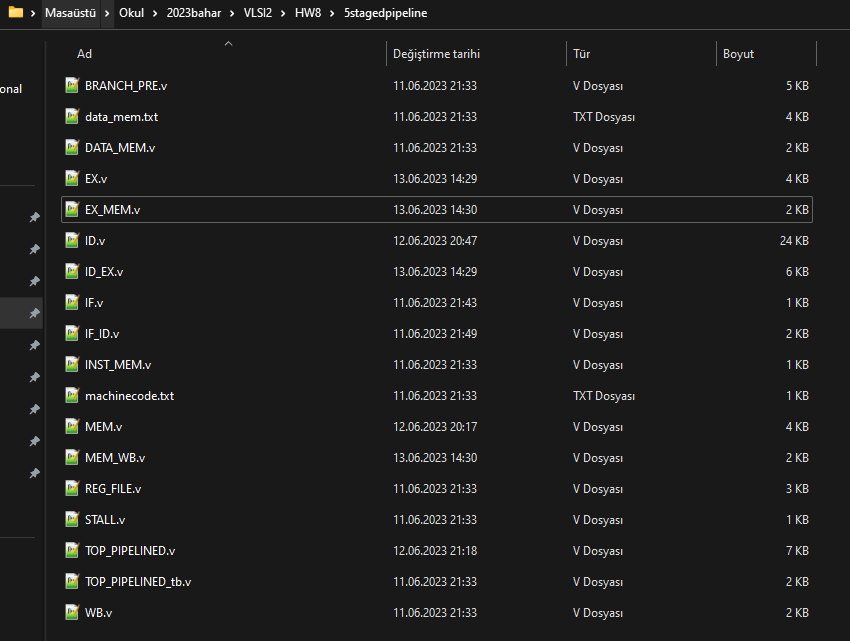 Masaüstü > Okul > 2023bahar > VLSI2 > HW8 > 5stagedpipeline
Ad Değiştirme tarihi Tür Boyut
onal
BRANCH_PRE.v 11.06.2023 21:33 V Dosyası 5 KB
data_mem.txt 11.06.2023 21:33 TXT Dosyası 4 KB
DATA_MEM.v 11.06.2023 21:33 V Dosyası 2 KB
EX.v 13.06.2023 14:29 V Dosyası 4 KB
EX_MEM.v 13.06.2023 14:30 V Dosyası 2 KB
ID.v 12.06.2023 20:47 V Dosyası 24 KB
ID_EX.v 13.06.2023 14:29 V Dosyası 6 KB
IF.v 11.06.2023 21:43 V Dosyası 1 KB
IF_ID.v 11.06.2023 21:49 V Dosyası 2 KB
INST_MEM.v 11.06.2023 21:33 V Dosyası 1 KB
machinecode.txt 11.06.2023 21:33 TXT Dosyası 1 KB
MEM.v 12.06.2023 20:17 V Dosyası 4 KB
MEM_WB.v 13.06.2023 14:30 V Dosyası 2 KB
REG_FILE.v 11.06.2023 21:33 V Dosyası 3 KB
STALL.v 11.06.2023 21:33 V Dosyası 1 KB
TOP_PIPELINED.v 12.06.2023 21:18 V Dosyası 7 KB
TOP_PIPELINED_tb.v 11.06.2023 21:33 V Dosyası 2 KB
WB.v 11.06.2023 21:33 V Dosyası 2 KB